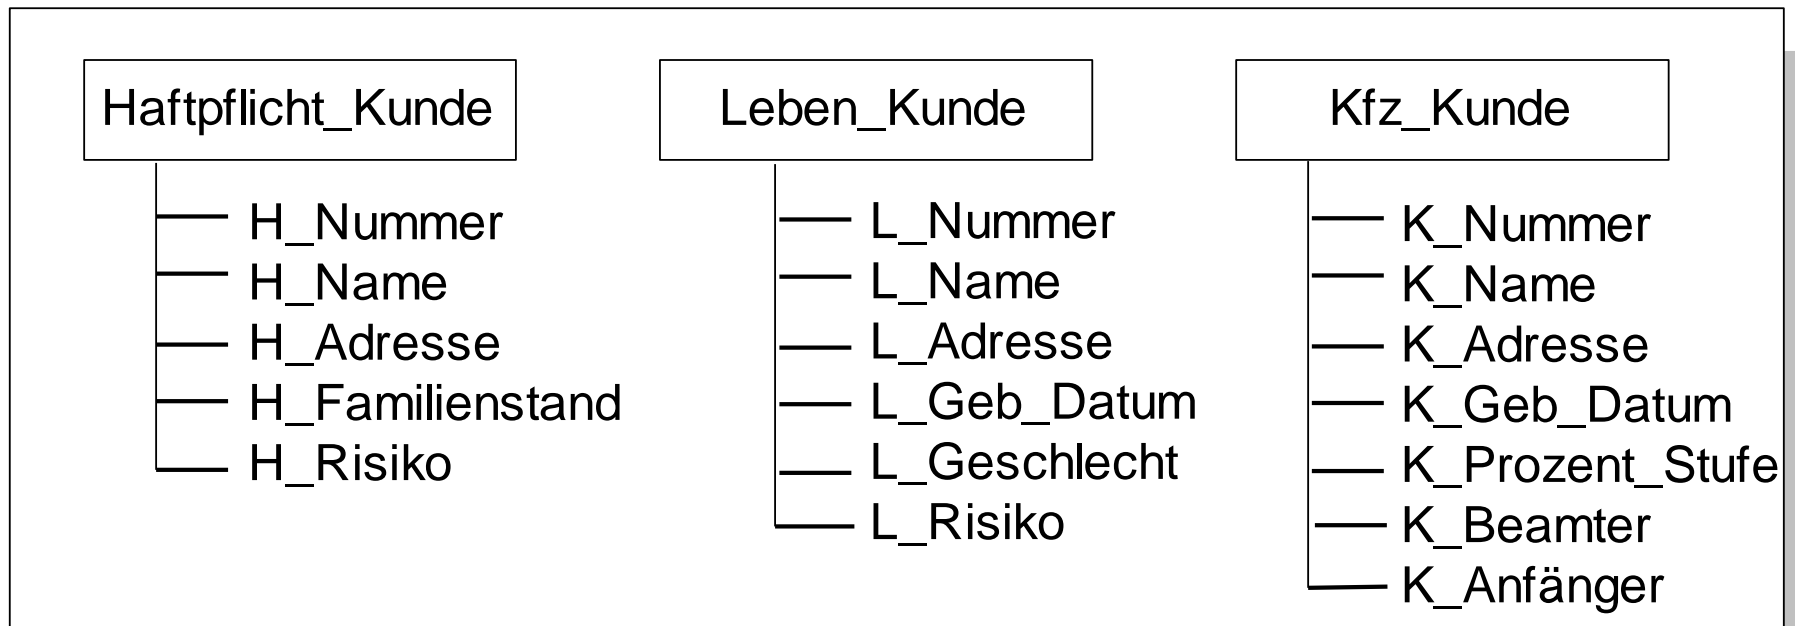 Haftpflicht_Kunde
H_Nummer
H_Name
H_Adresse
H_Familienstand
H_Risiko
Leben_Kunde
L_Nummer
L_Name
L_Adresse
L_Geb_Datum
L_Geschlecht
L_Risiko
Kfz_Kunde
K_Nummer
K_Name
K_Adresse
K_Geb_Datum
K_Prozent_Stufe
K_Beamter
K_Anfänger